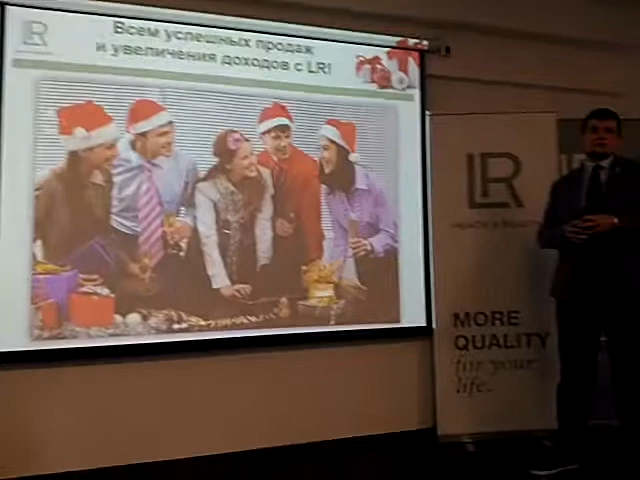 LR
Всем успешных продаж
и увеличения доходов с LR!
LR
MORE
QUALITY
for your
life.